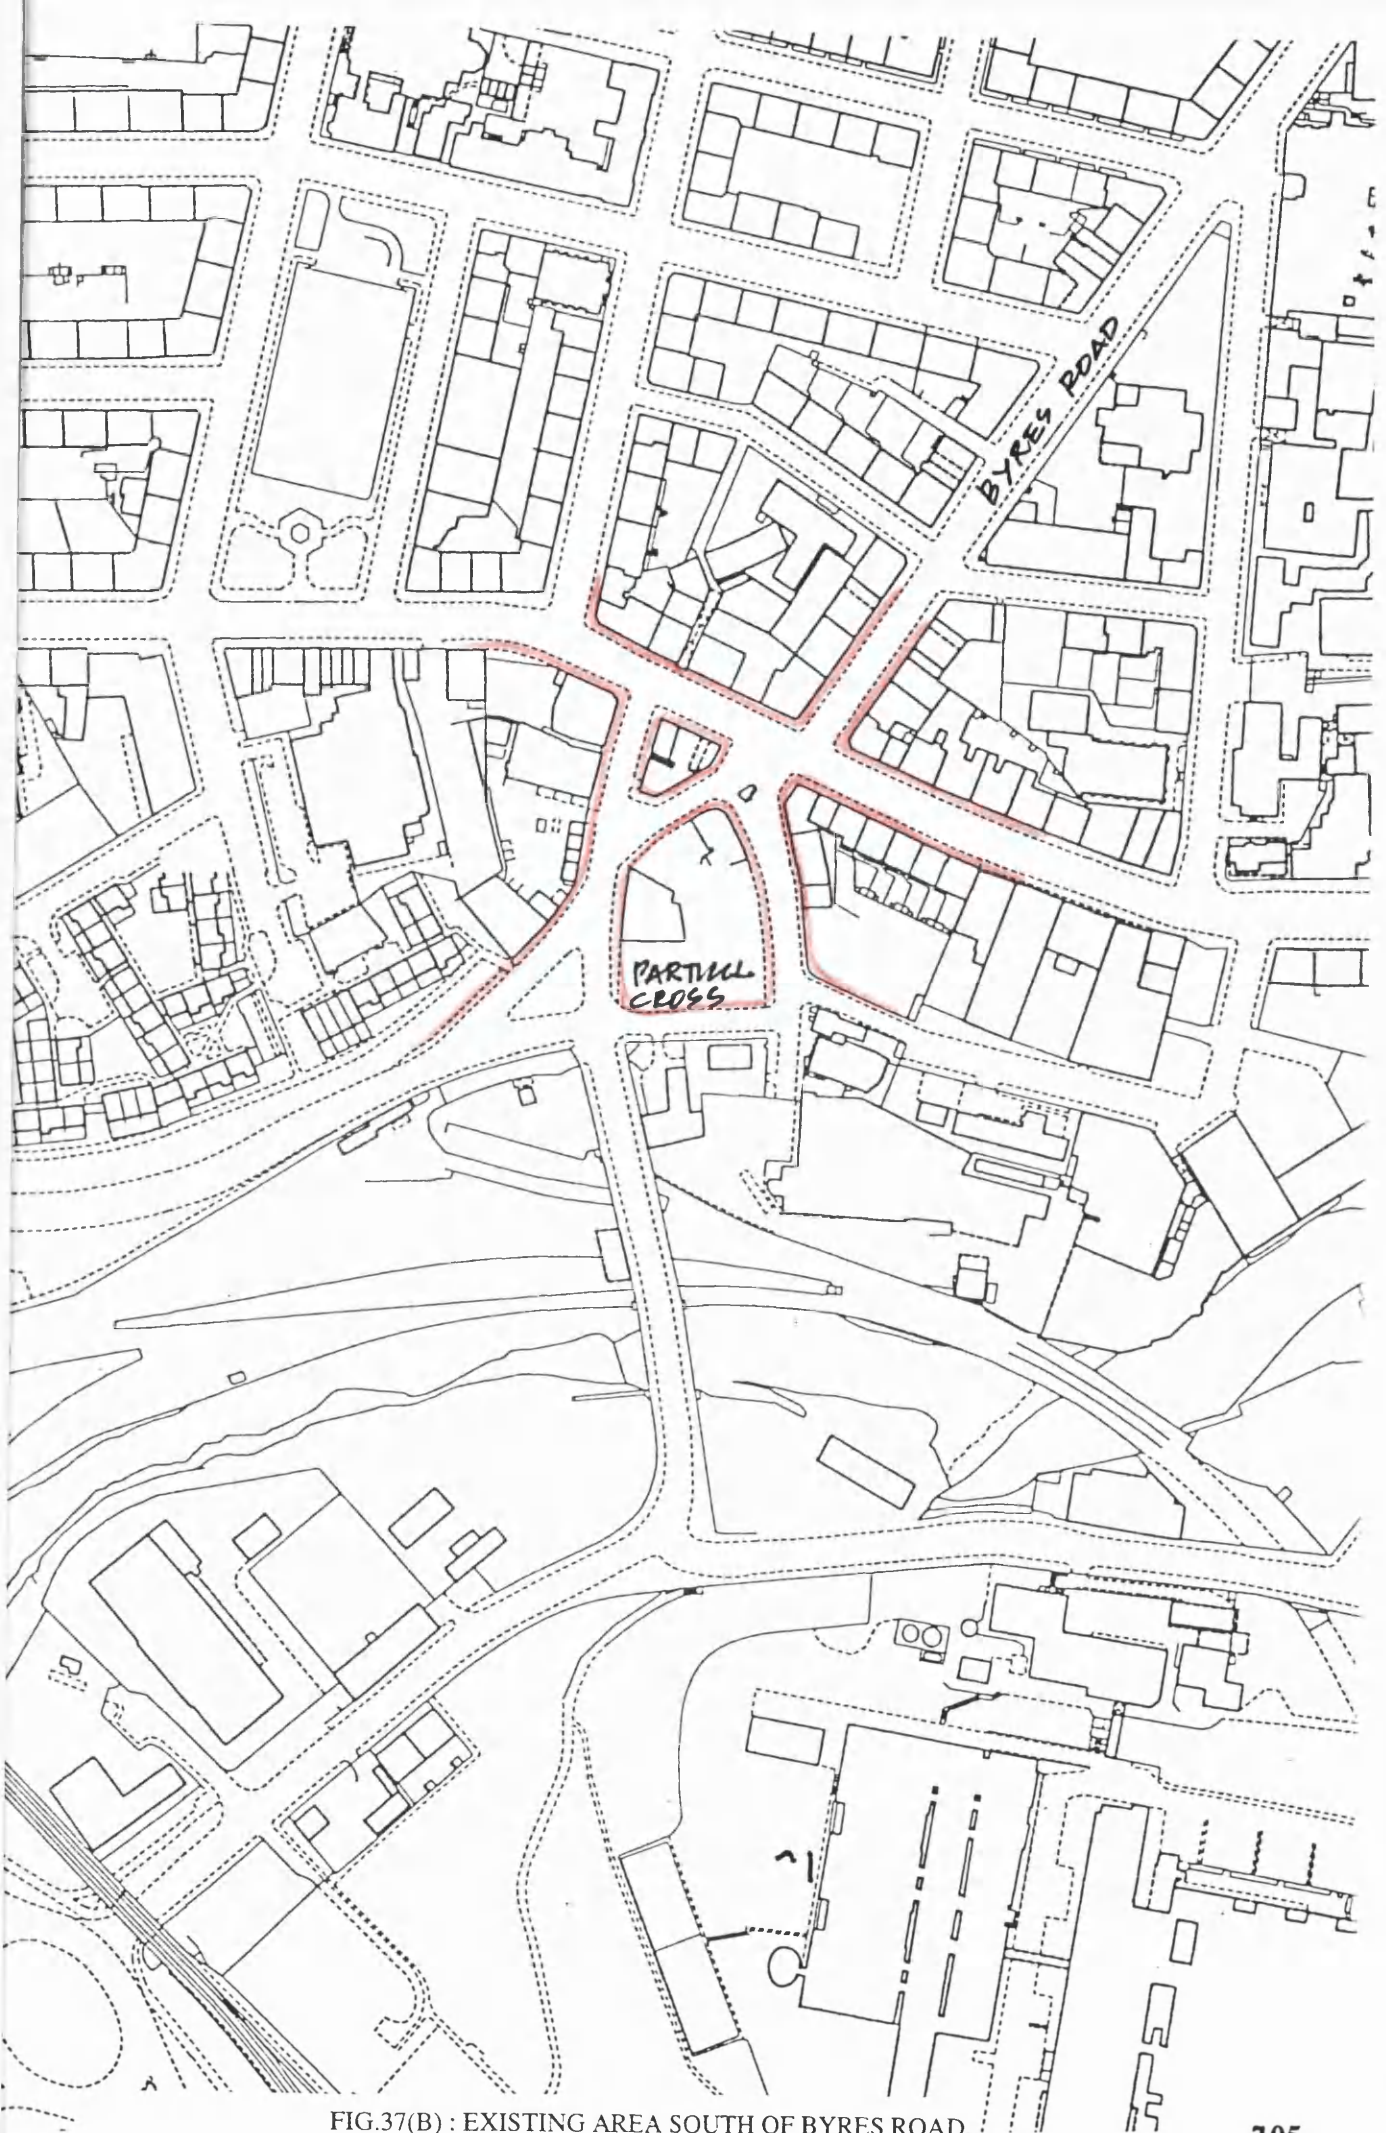 BYRES ROAD
PARTICK
CROSS
FIG.37(B) : EXISTING AREA SOUTH OF BYRES ROAD